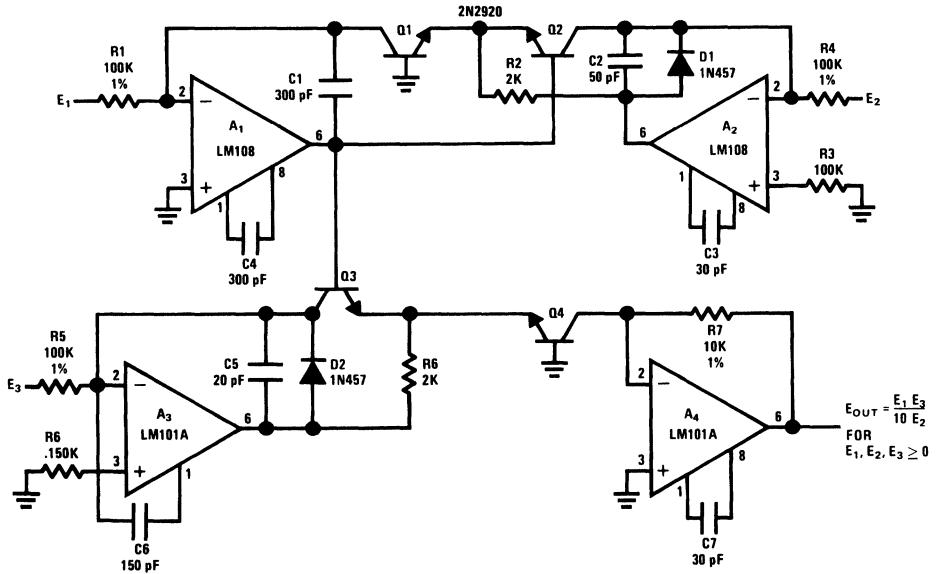 2N2920
Q1
Q2
R1
100K
1%
C1
300 pF
R2
2K
C2
50 pF
D1
1N457
R4
100K
1%
E1
2
−
A1
LM108
6
3
+
1
8
C4
300 pF
6
2
−
A2
LM108
E2
R3
100K
3
+
1
8
C3
30 pF
Q3
Q4
R5
100K
1%
E3
2
−
A3
LM101A
6
R6
.150K
3
+
1
C6
150 pF
C5
20 pF
D2
1N457
R6
2K
R7
10K
1%
2
−
A4
LM101A
6
3
+
1
8
C7
30 pF
EOUT = E1 E3 / 10 E2
FOR
E1, E2, E3 ≥ 0